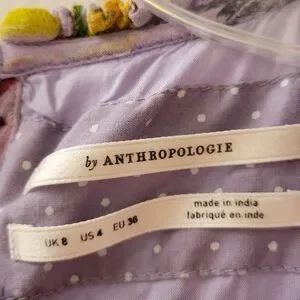 by ANTHROPOLOGIE
UK 8 US 4 EU 36
made in india
fabriqué en inde